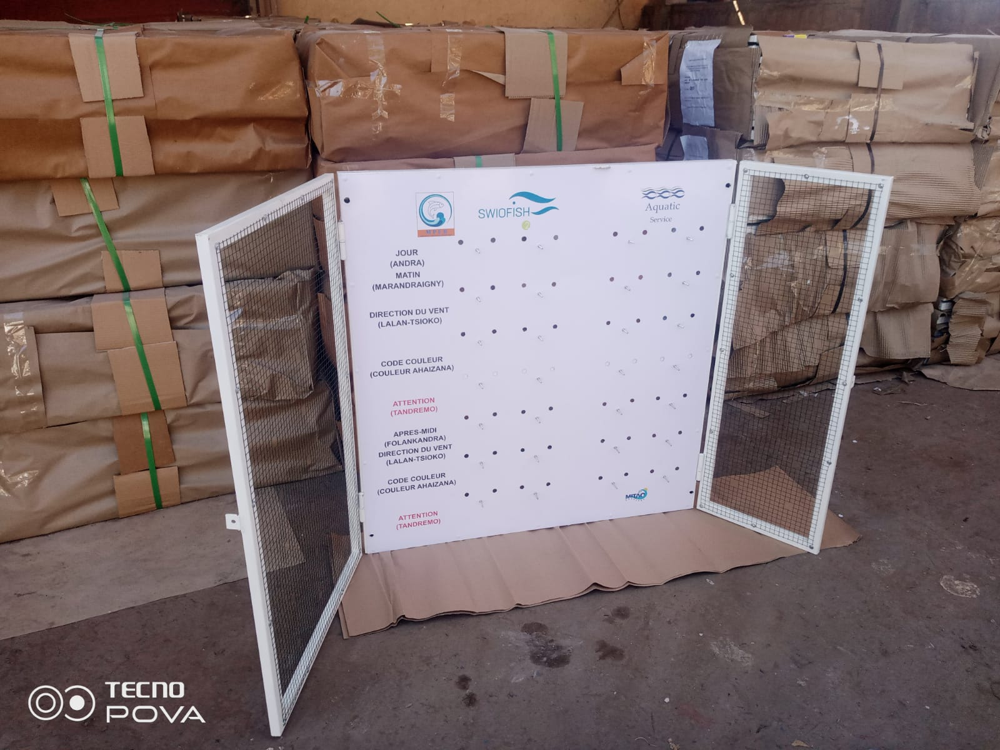 MPEB
SWIOFISH
2
Aquatic
Service
JOUR
(ANDRA)
MATIN
(MARANDRAIGNY)
DIRECTION DU VENT
(LALAN-TSIOKO)
CODE COULEUR
(COULEUR AHAIZANA)
ATTENTION
(TANDREMO)
APRES-MIDI
(FOLANKANDRA)
DIRECTION DU VENT
(LALAN-TSIOKO)
CODE COULEUR
(COULEUR AHAIZANA)
ATTENTION
(TANDREMO)
MITAO
TECNO
POVA